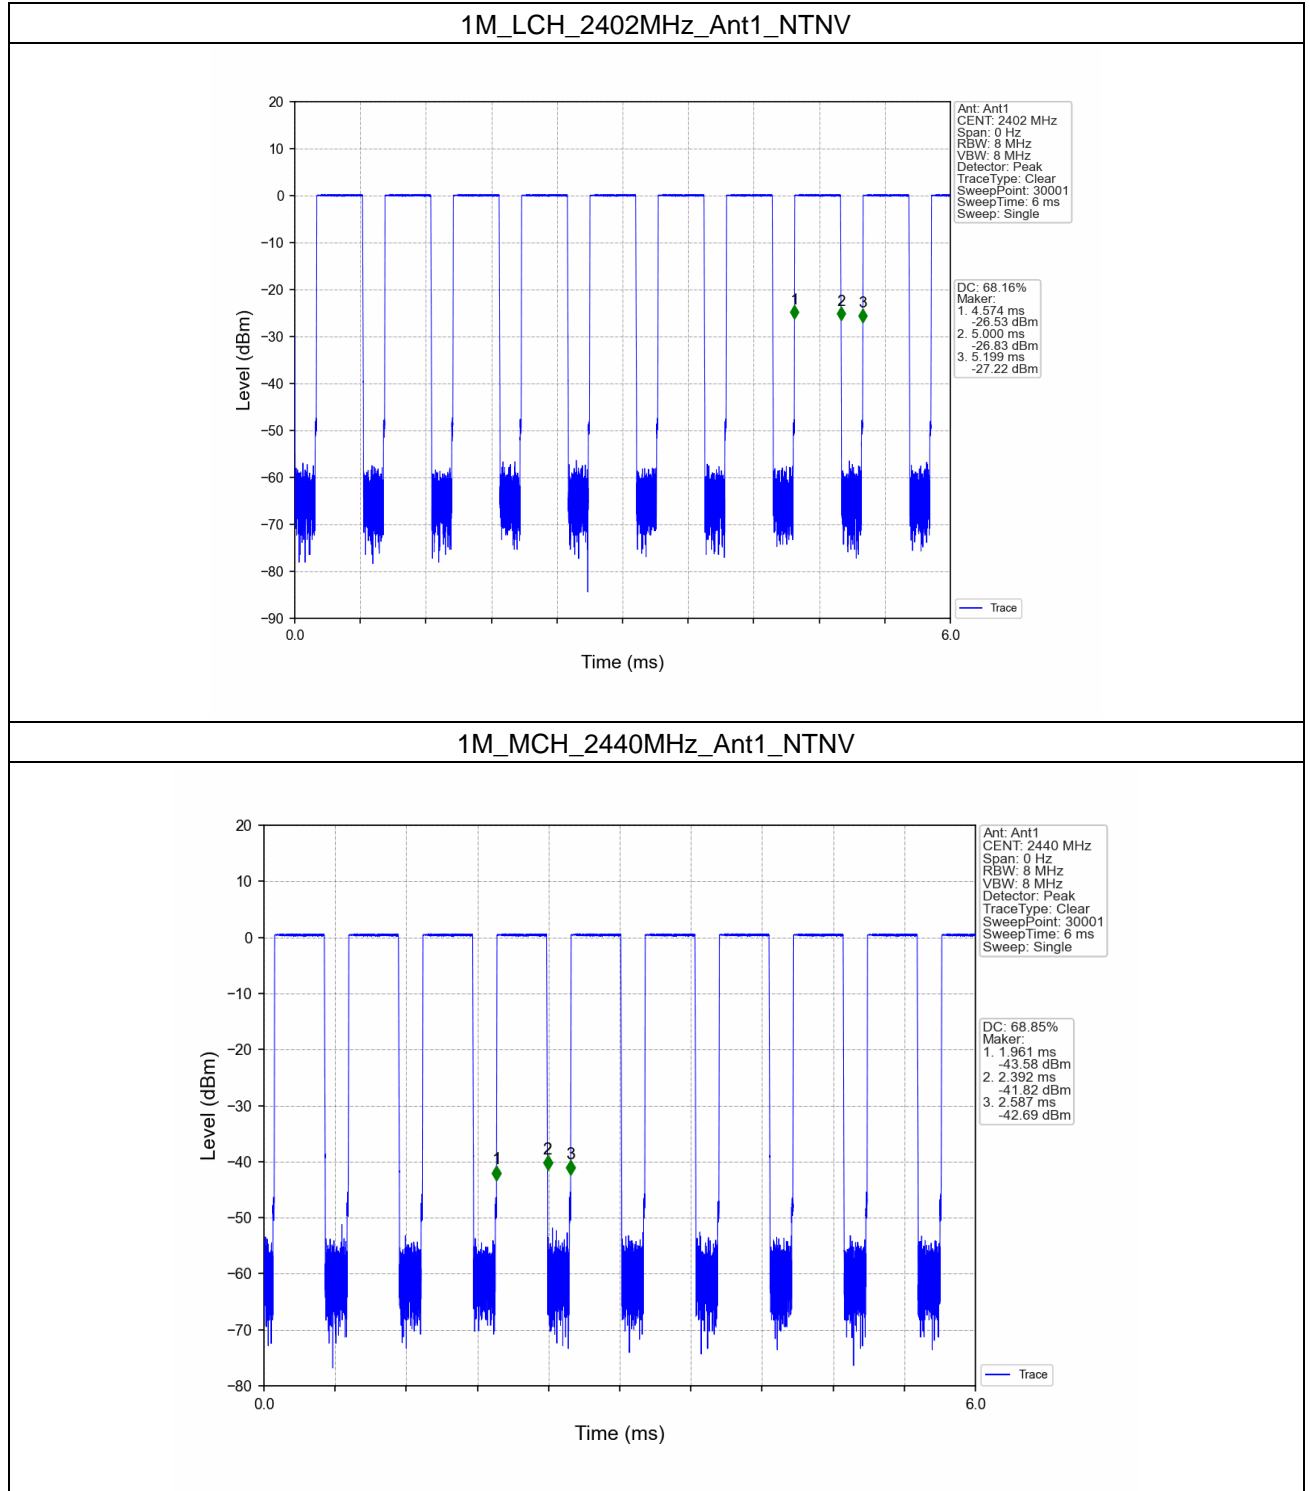 1M_LCH_2402MHz_Ant1_NTNV
20
10
0
−10
−20
−30
−40
−50
−60
−70
−80
−90
Level (dBm)
0.0
6.0
Time (ms)
1
2
3
Ant: Ant1
CENT: 2402 MHz
Span: 0 Hz
RBW: 8 MHz
VBW: 8 MHz
Detector: Peak
TraceType: Clear
SweepPoint: 30001
SweepTime: 6 ms
Sweep: Single
DC: 68.16%
Maker:
1. 4.574 ms
-26.53 dBm
2. 5.000 ms
-26.83 dBm
3. 5.199 ms
-27.22 dBm
Trace
1M_MCH_2440MHz_Ant1_NTNV
20
10
0
−10
−20
−30
−40
−50
−60
−70
−80
Level (dBm)
0.0
6.0
Time (ms)
1
2
3
Ant: Ant1
CENT: 2440 MHz
Span: 0 Hz
RBW: 8 MHz
VBW: 8 MHz
Detector: Peak
TraceType: Clear
SweepPoint: 30001
SweepTime: 6 ms
Sweep: Single
DC: 68.85%
Maker:
1. 1.961 ms
-43.58 dBm
2. 2.392 ms
-41.82 dBm
3. 2.587 ms
-42.69 dBm
Trace